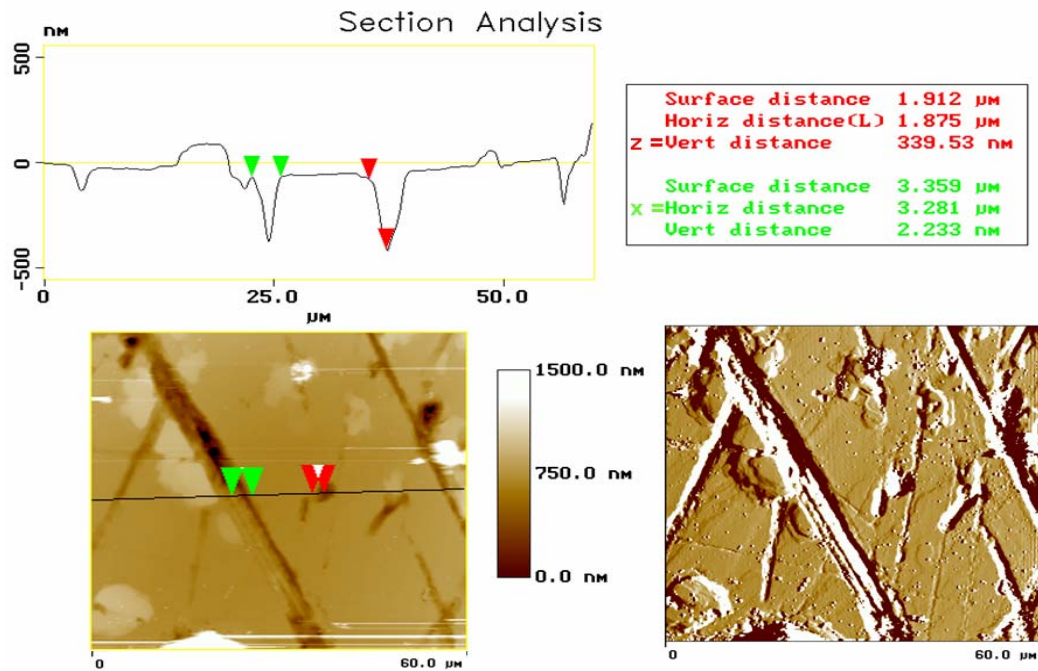 Section Analysis
nM
500
0
-500
0 25.0 50.0
µM
Surface distance 1.912 µM
Horiz distance(L) 1.875 µM
z =Vert distance 339.53 nM
Surface distance 3.359 µM
x =Horiz distance 3.281 µM
Vert distance 2.233 nM
1500.0 nM
750.0 nM
0.0 nM
0 60.0 µM
0 60.0 µM